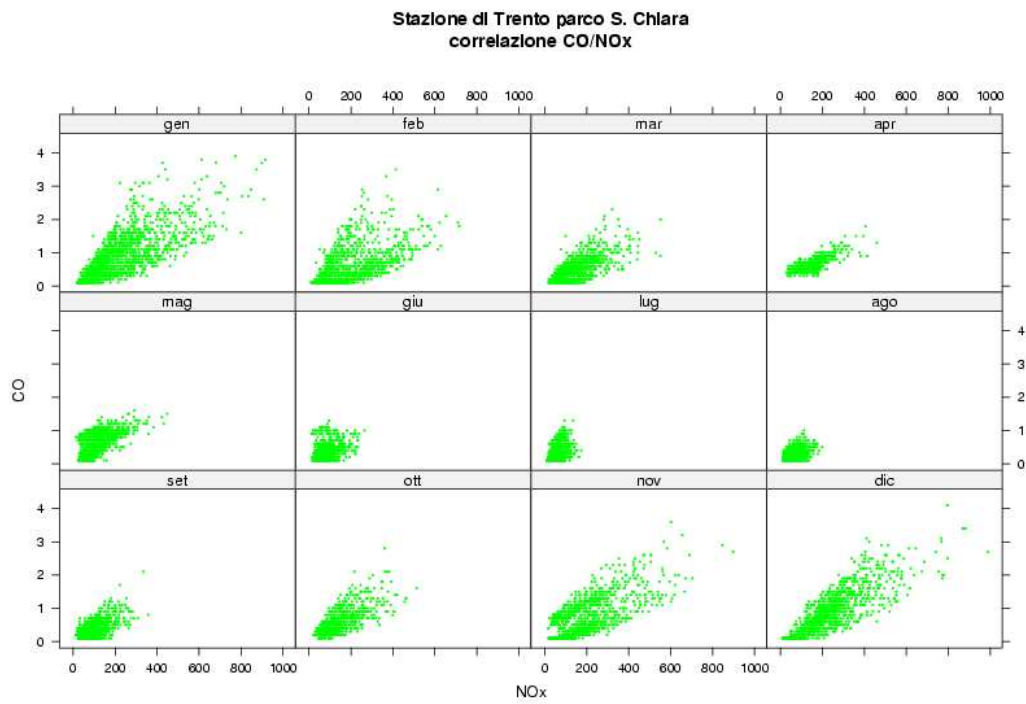 Stazione di Trento parco S. Chiara
correlazione CO/NOx
0 200 400 600 800 1000 0 200 400 600 800 1000
gen feb mar apr
4
3
2
1
0
mag giu lug ago
4
3
2
1
0
CO
set ott nov dic
4
3
2
1
0
0 200 400 600 800 1000 0 200 400 600 800 1000
NOx